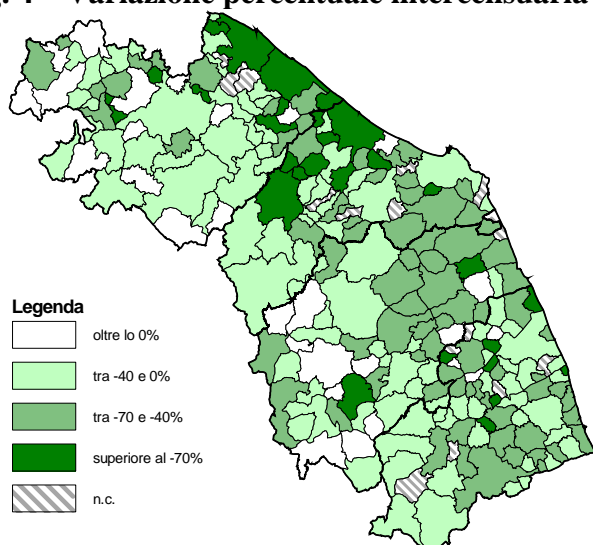 Variazione percentuale intercensuaria
Legenda
oltre lo 0%
tra -40 e 0%
tra -70 e -40%
superiore al -70%
n.c.